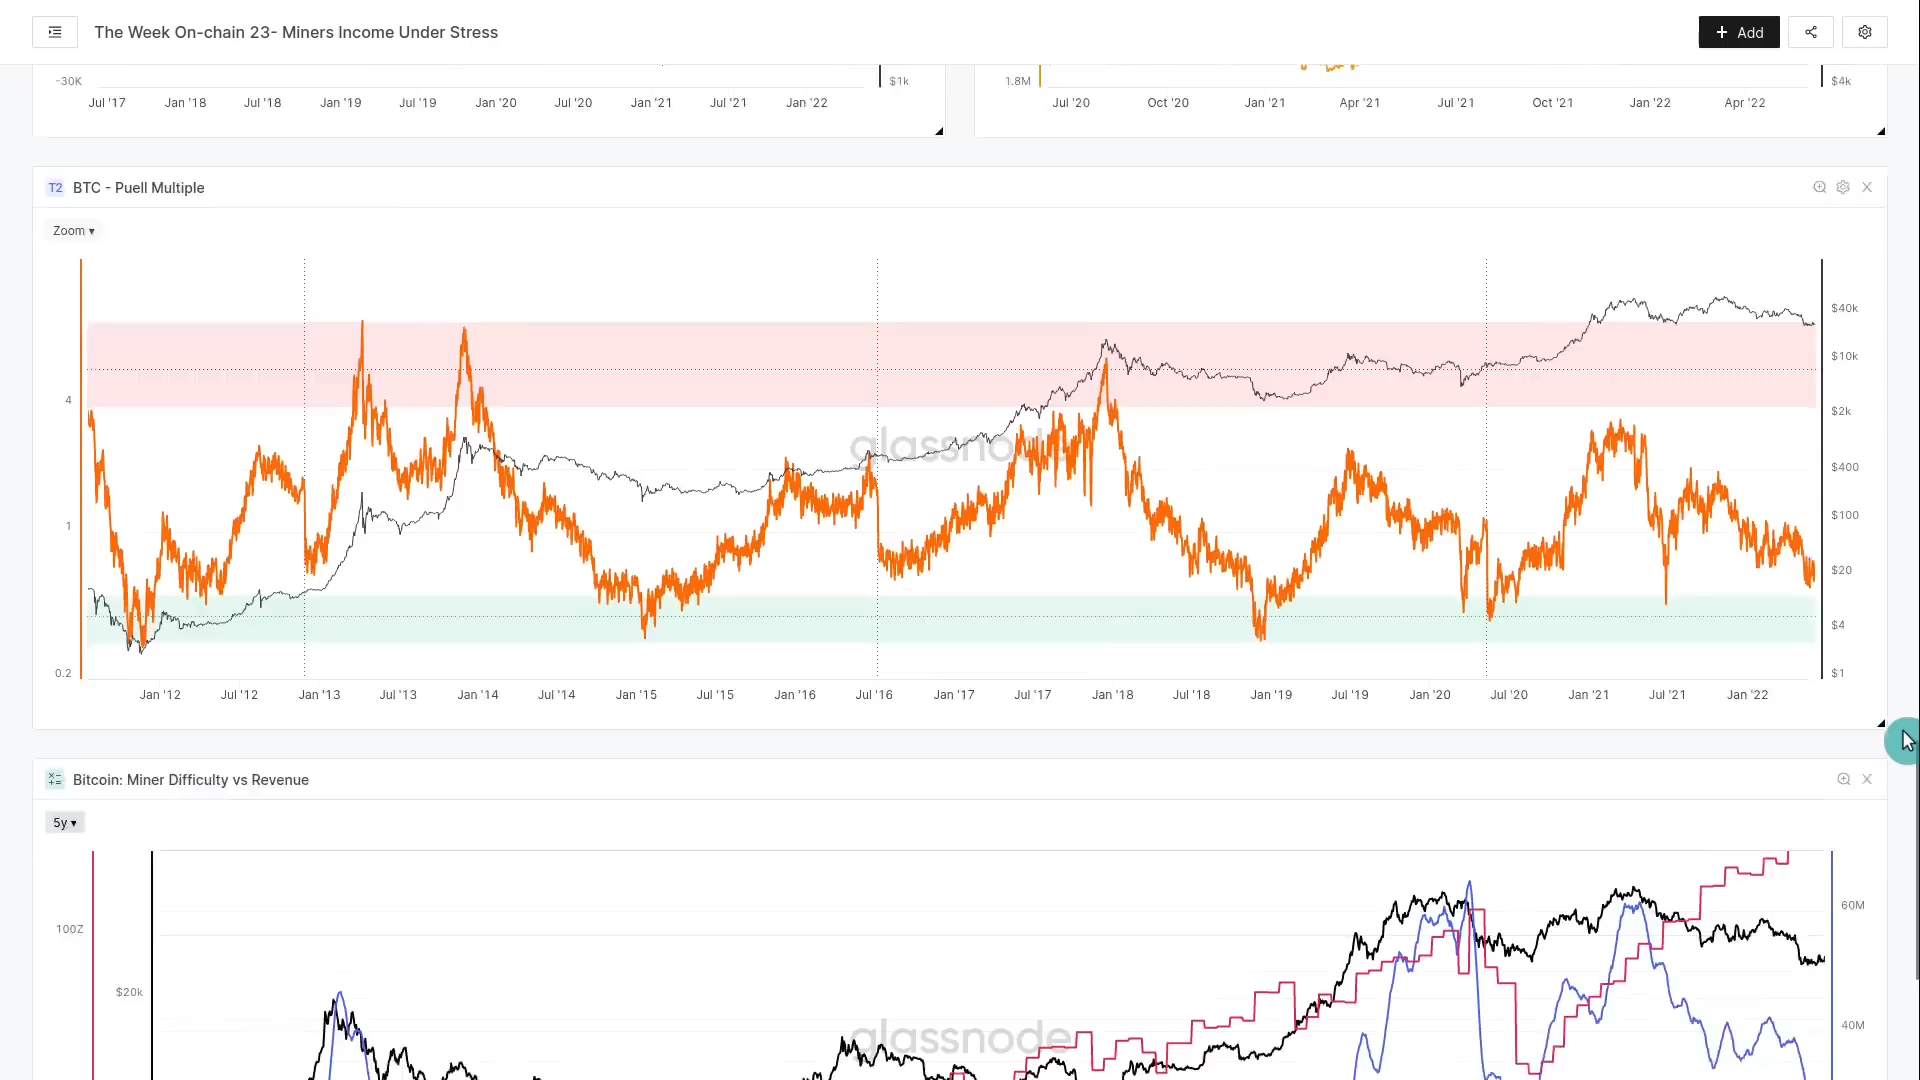 The Week On-chain 23- Miners Income Under Stress
+ Add
-30K
$1k
Jul '17 Jan '18 Jul '18 Jan '19 Jul '19 Jan '20 Jul '20 Jan '21 Jul '21 Jan '22
1.8M
$4k
Jul '20 Oct '20 Jan '21 Apr '21 Jul '21 Oct '21 Jan '22 Apr '22
T2 BTC - Puell Multiple
Zoom ▾
4
1
0.2
$40k
$10k
$2k
$400
$100
$20
$4
$1
glassnode
Jan '12 Jul '12 Jan '13 Jul '13 Jan '14 Jul '14 Jan '15 Jul '15 Jan '16 Jul '16 Jan '17 Jul '17 Jan '18 Jul '18 Jan '19 Jul '19 Jan '20 Jul '20 Jan '21 Jul '21 Jan '22
Bitcoin: Miner Difficulty vs Revenue
5y ▾
100Z
$20k
60M
40M
glassnode